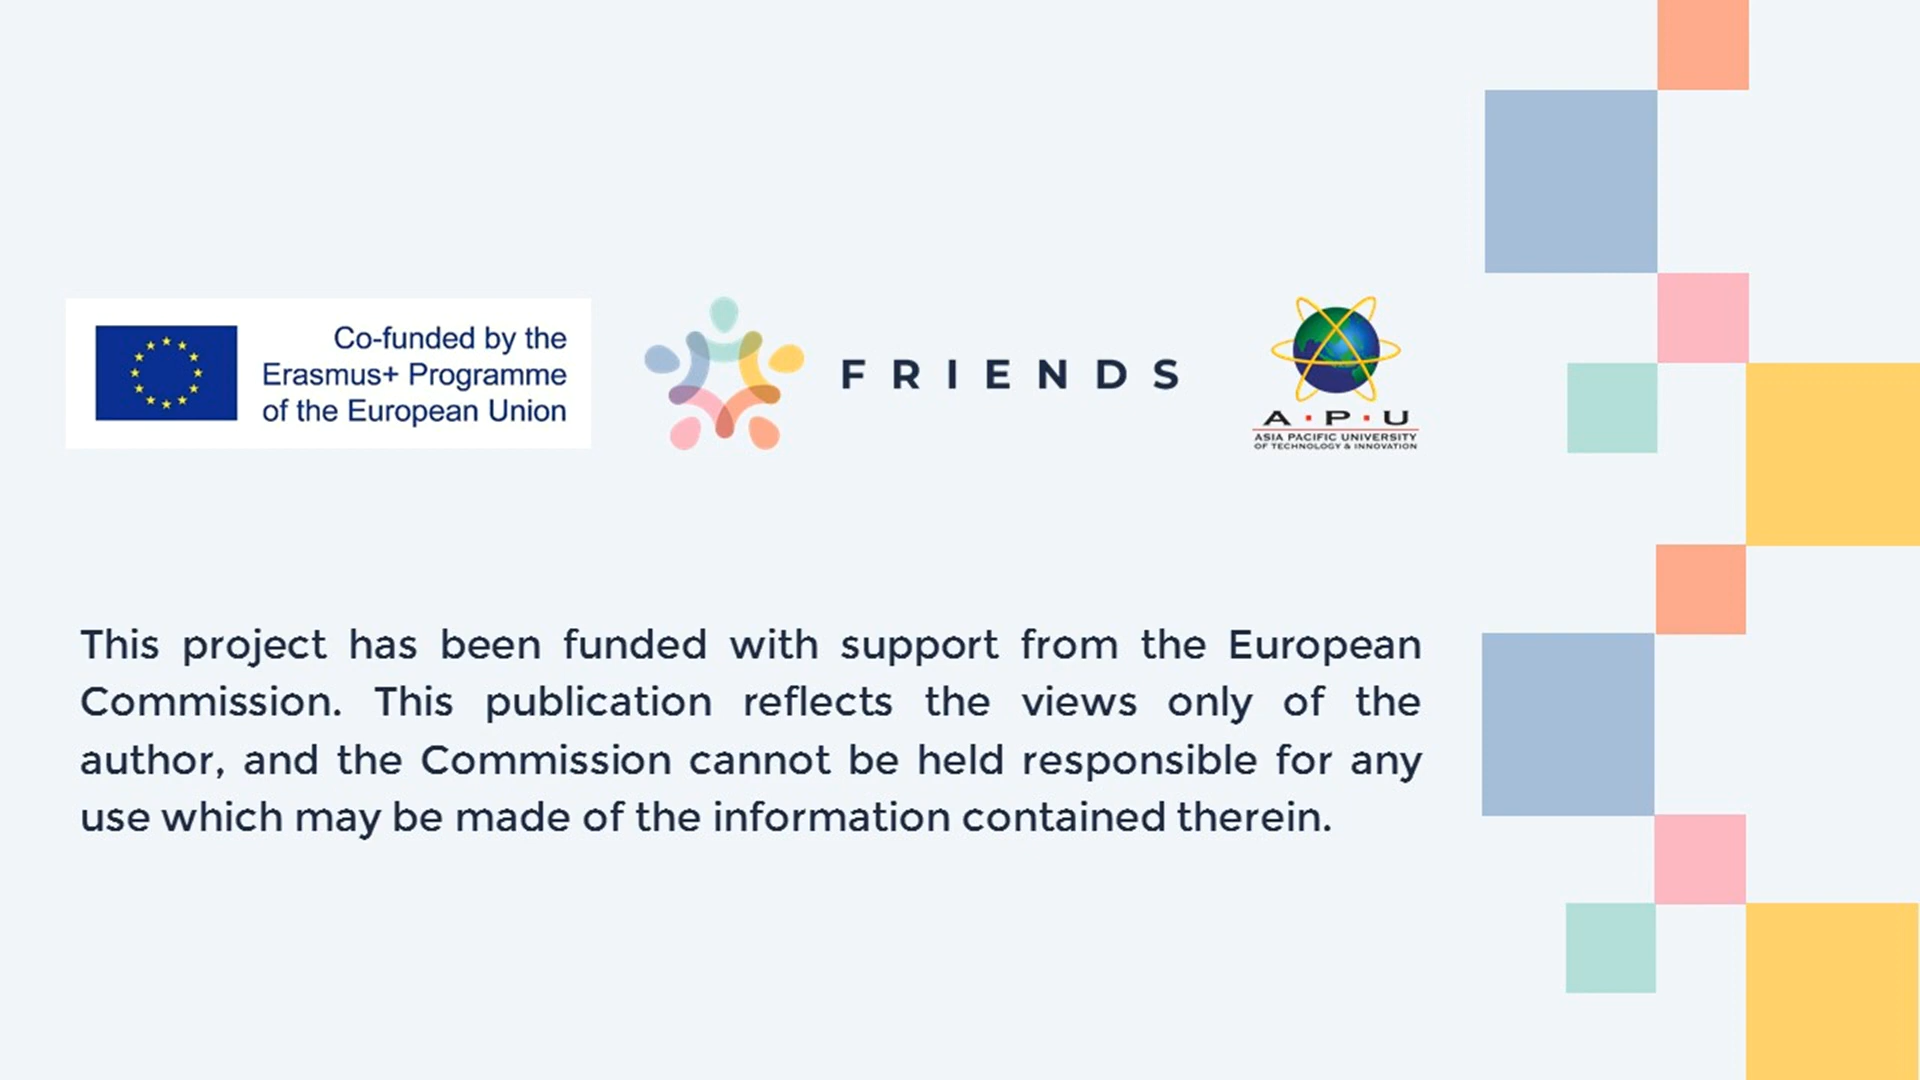 Co-funded by the
Erasmus+ Programme
of the European Union
FRIENDS
A·P·U
ASIA PACIFIC UNIVERSITY
OF TECHNOLOGY & INNOVATION
This project has been funded with support from the European
Commission. This publication reflects the views only of the
author, and the Commission cannot be held responsible for any
use which may be made of the information contained therein.